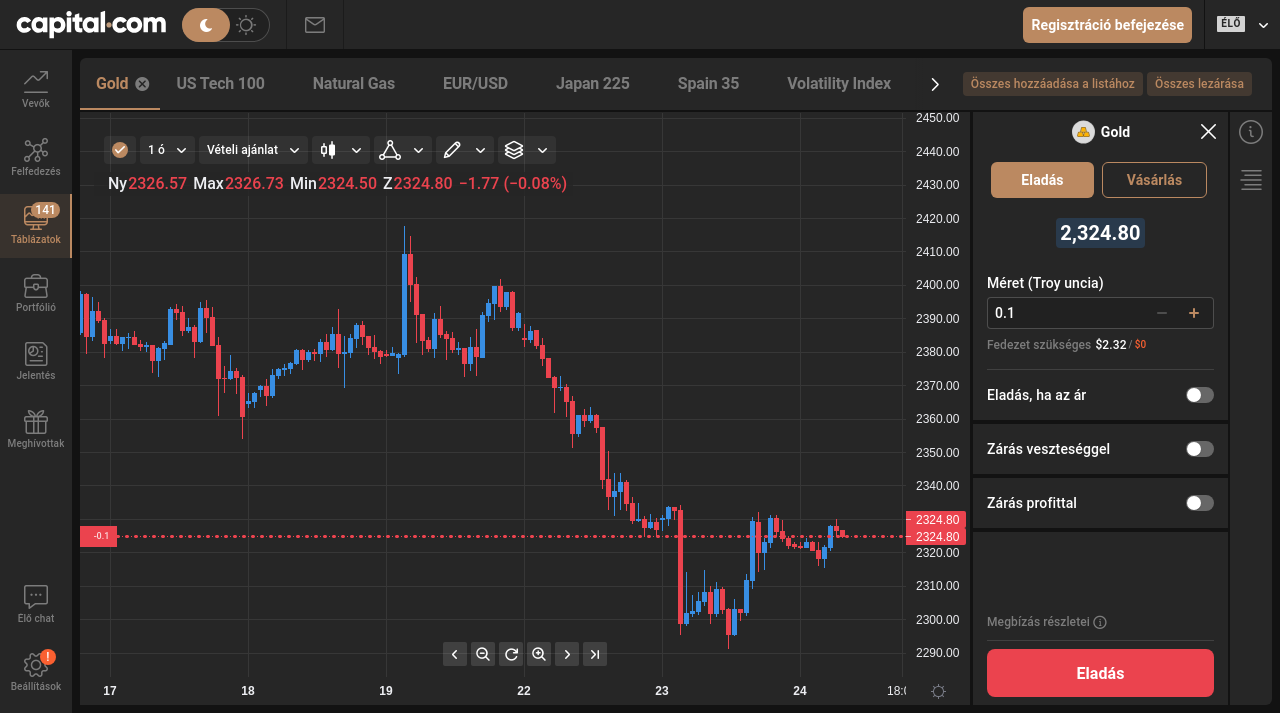 capital.com
Regisztráció befejezése
ÉLŐ
Vevők
Felfedezés
141
Táblázatok
Portfólió
Jelentés
Meghívottak
Elő chat
!
Beállítások
Gold
US Tech 100
Natural Gas
EUR/USD
Japan 225
Spain 35
Volatility Index
Összes hozzáadása a listához
Összes lezárása
1 ó
Vételi ajánlat
Ny2326.57 Max2326.73 Min2324.50 Z2324.80 −1.77 (−0.08%)
2450.00
2440.00
2430.00
2420.00
2410.00
2400.00
2390.00
2380.00
2370.00
2360.00
2350.00
2340.00
2324.80
2324.80
2320.00
2310.00
2300.00
2290.00
-0.1
17
18
19
22
23
24
Gold
Eladás
Vásárlás
2,324.80
Méret (Troy uncia)
0.1
Fedezet szükséges $2.32 / $0
Eladás, ha az ár
Zárás veszteséggel
Zárás profittal
Megbízás részletei
Eladás